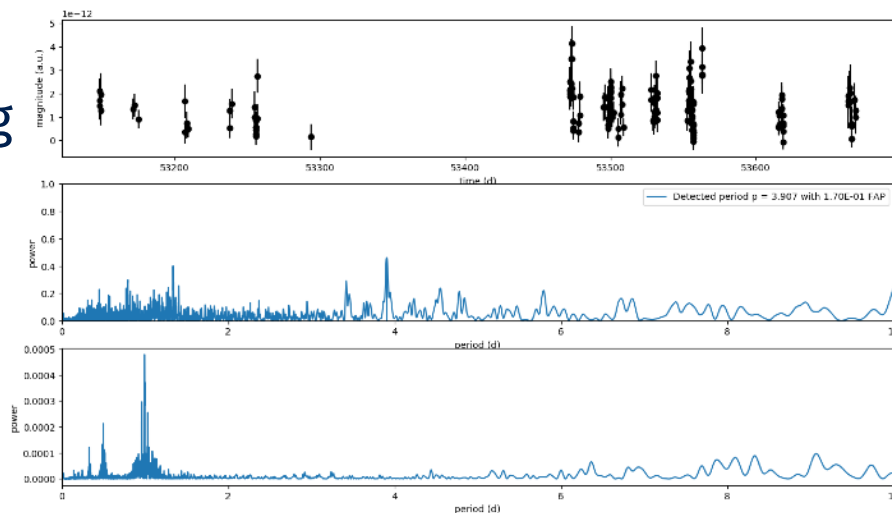 1e−12
5
4
3
2
1
0
magnitude (a.u.)
53200 53300 53400 53500 53600
time (d)
g
1.0
0.8
0.6
0.4
0.2
0.0
power
Detected period p = 3.907 with 1.70E-01 FAP
0 2 4 6 8 1
period (d)
0.0005
0.0004
0.0003
0.0002
0.0001
0.0000
power
0 2 4 6 8 1
period (d)